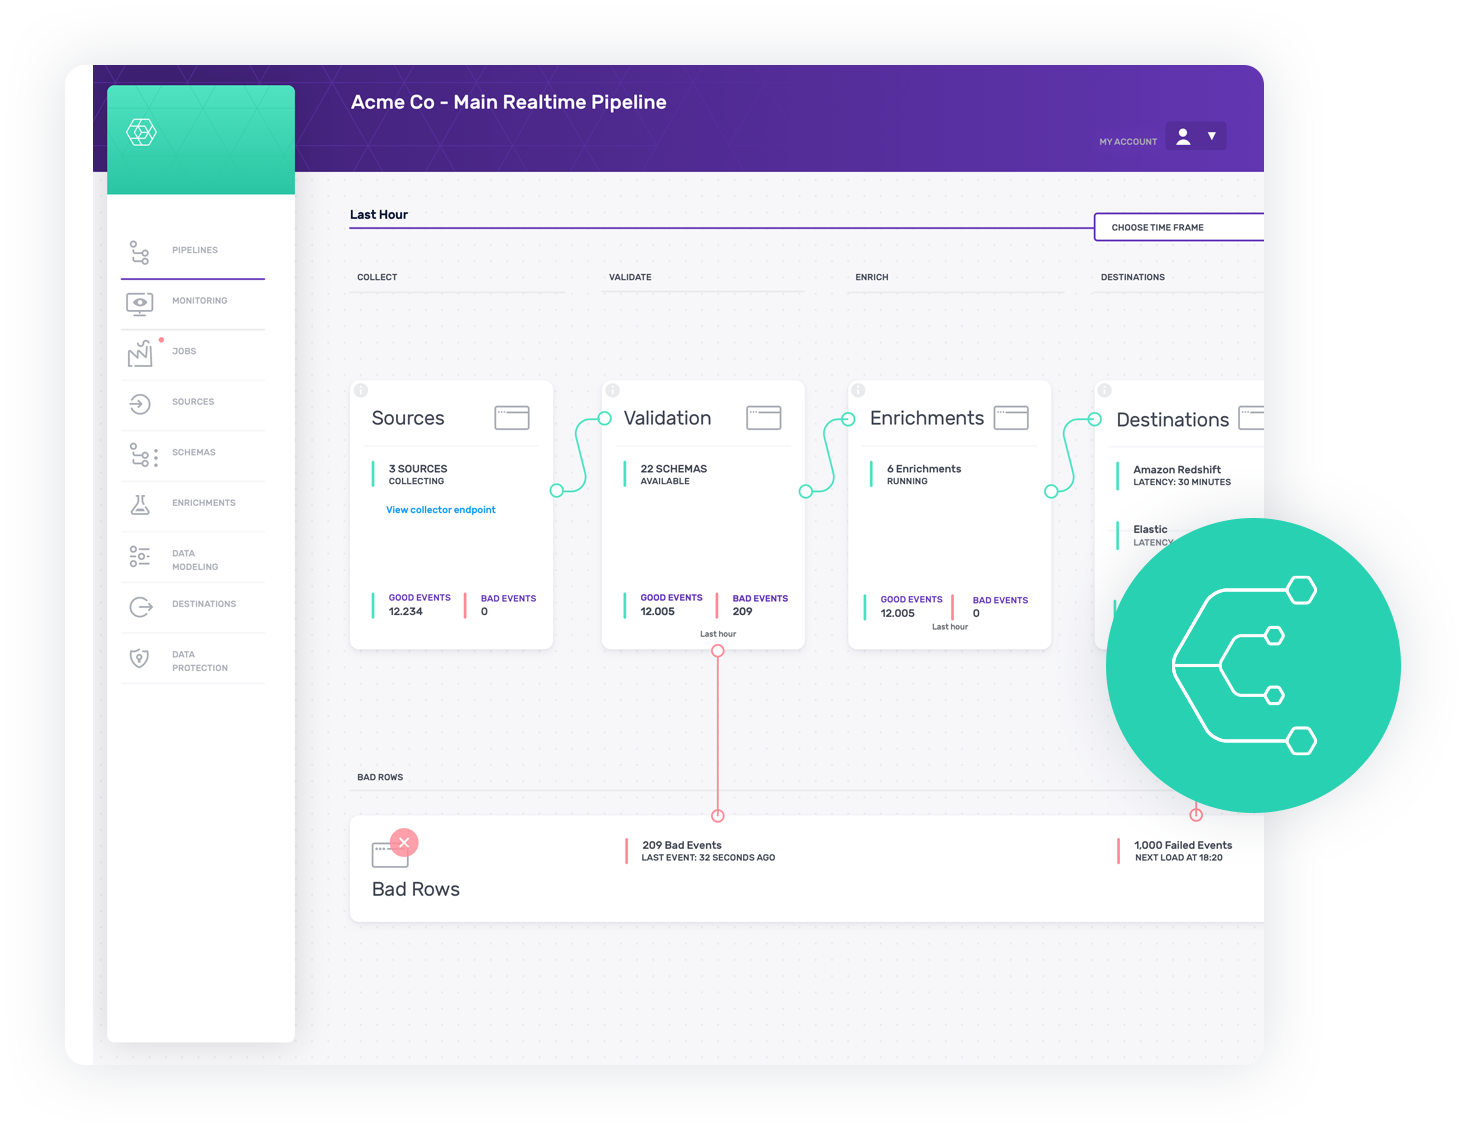 Acme Co - Main Realtime Pipeline
MY ACCOUNT
PIPELINES
MONITORING
JOBS
SOURCES
SCHEMAS
ENRICHMENTS
DATA
MODELING
DESTINATIONS
DATA
PROTECTION
Last Hour
CHOOSE TIME FRAME
COLLECT
VALIDATE
ENRICH
DESTINATIONS
Sources
3 SOURCES
COLLECTING
View collector endpoint
GOOD EVENTS
12.234
BAD EVENTS
0
Validation
22 SCHEMAS
AVAILABLE
GOOD EVENTS
12.005
BAD EVENTS
209
Last hour
Enrichments
6 Enrichments
RUNNING
GOOD EVENTS
12.005
BAD EVENTS
0
Last hour
Destinations
Amazon Redshift
LATENCY: 30 MINUTES
Elastic
LATENCY
BAD ROWS
Bad Rows
209 Bad Events
LAST EVENT: 32 SECONDS AGO
1,000 Failed Events
NEXT LOAD AT 18:20